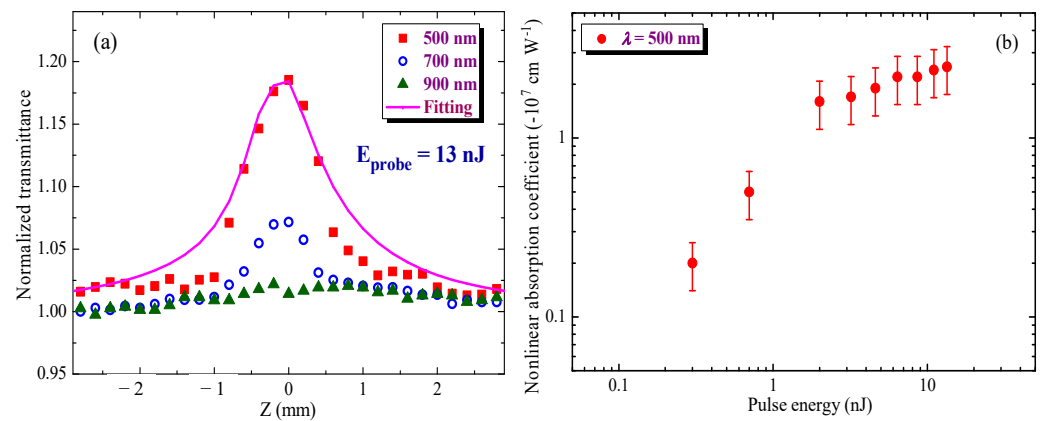 (a)
500 nm
700 nm
900 nm
Fitting
E_probe = 13 nJ
Normalized transmittance
1.20
1.15
1.10
1.05
1.00
0.95
− 2
− 1
0
1
2
Z (mm)
(b)
λ = 500 nm
Nonlinear absorption coefficient (-10⁷ cm W⁻¹)
1
0.1
0.1
1
10
Pulse energy (nJ)